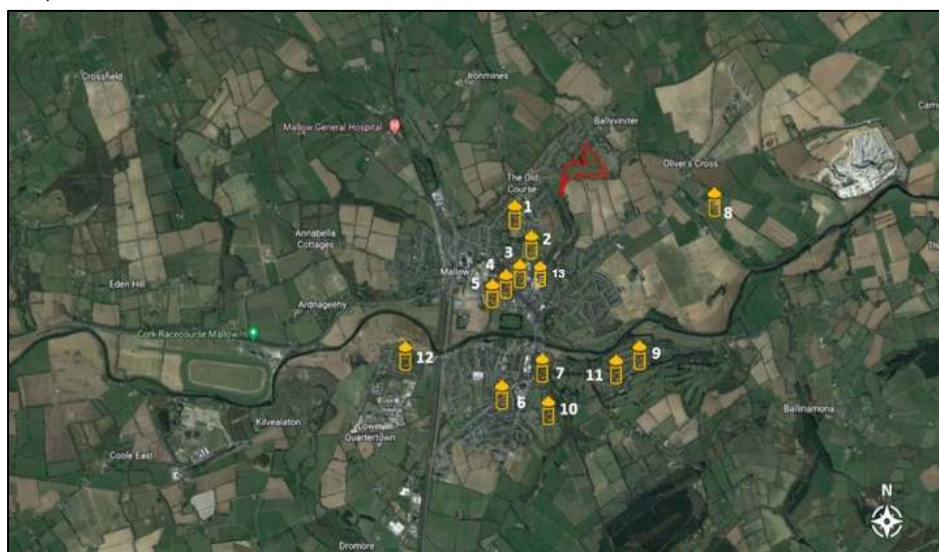 Crossfield
Ironmines
Mallow General Hospital
Ballyviniter
Oliver's Cross
The Old
Course
1
8
Annabella
Cottages
2
3
13
4
Mallow
5
Eden Hill
Ardnageehy
Cork Racecourse Mallow
12
9
7
11
6
10
Ballinamona
Kilvealaton
Lower
Quartertown
Coole East
N
Dromore